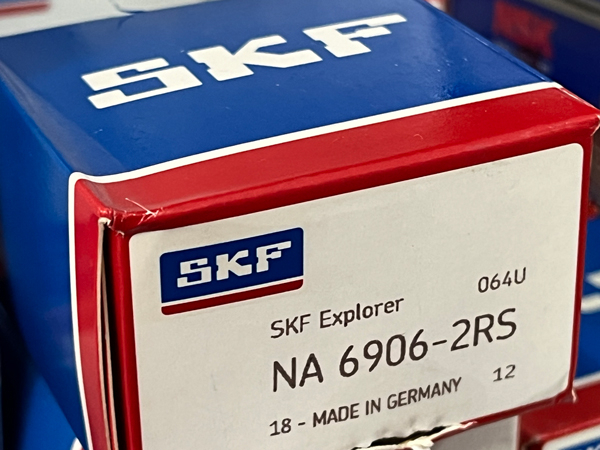 SKF
SKF
064U
SKF Explorer
NA 6906-2RS
12
18 - MADE IN GERMANY